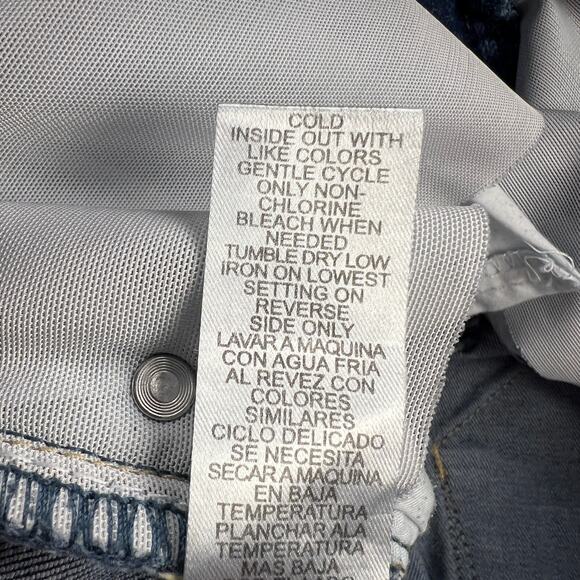 COLD
INSIDE OUT WITH
LIKE COLORS
GENTLE CYCLE
ONLY NON-
CHLORINE
BLEACH WHEN
NEEDED
TUMBLE DRY LOW
IRON ON LOWEST
SETTING ON
REVERSE
SIDE ONLY
LAVAR A MAQUINA
CON AGUA FRIA
AL REVEZ CON
COLORES
SIMILARES
CICLO DELICADO
SE NECESITA
SECAR A MAQUINA
EN BAJA
TEMPERATURA
PLANCHAR ALA
TEMPERATURA
MAS BAJA